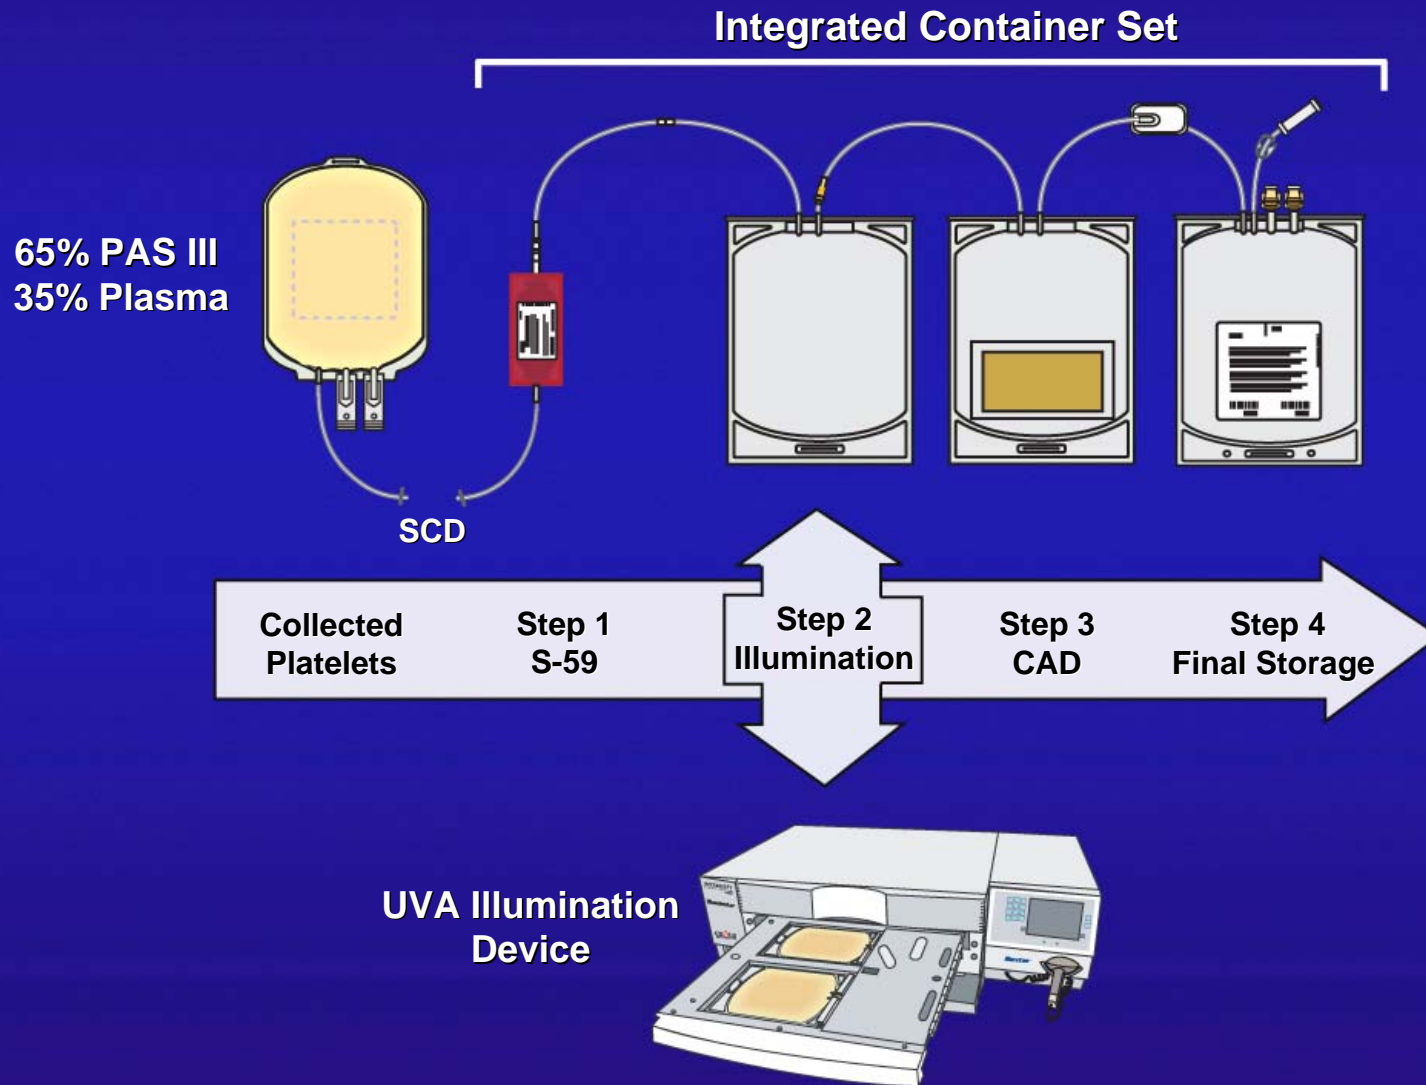 Integrated Container Set
65% PAS III
35% Plasma
SCD
Collected
Platelets
Step 1
S-59
Step 2
Illumination
Step 3
CAD
Step 4
Final Storage
UVA Illumination
Device
Baxter